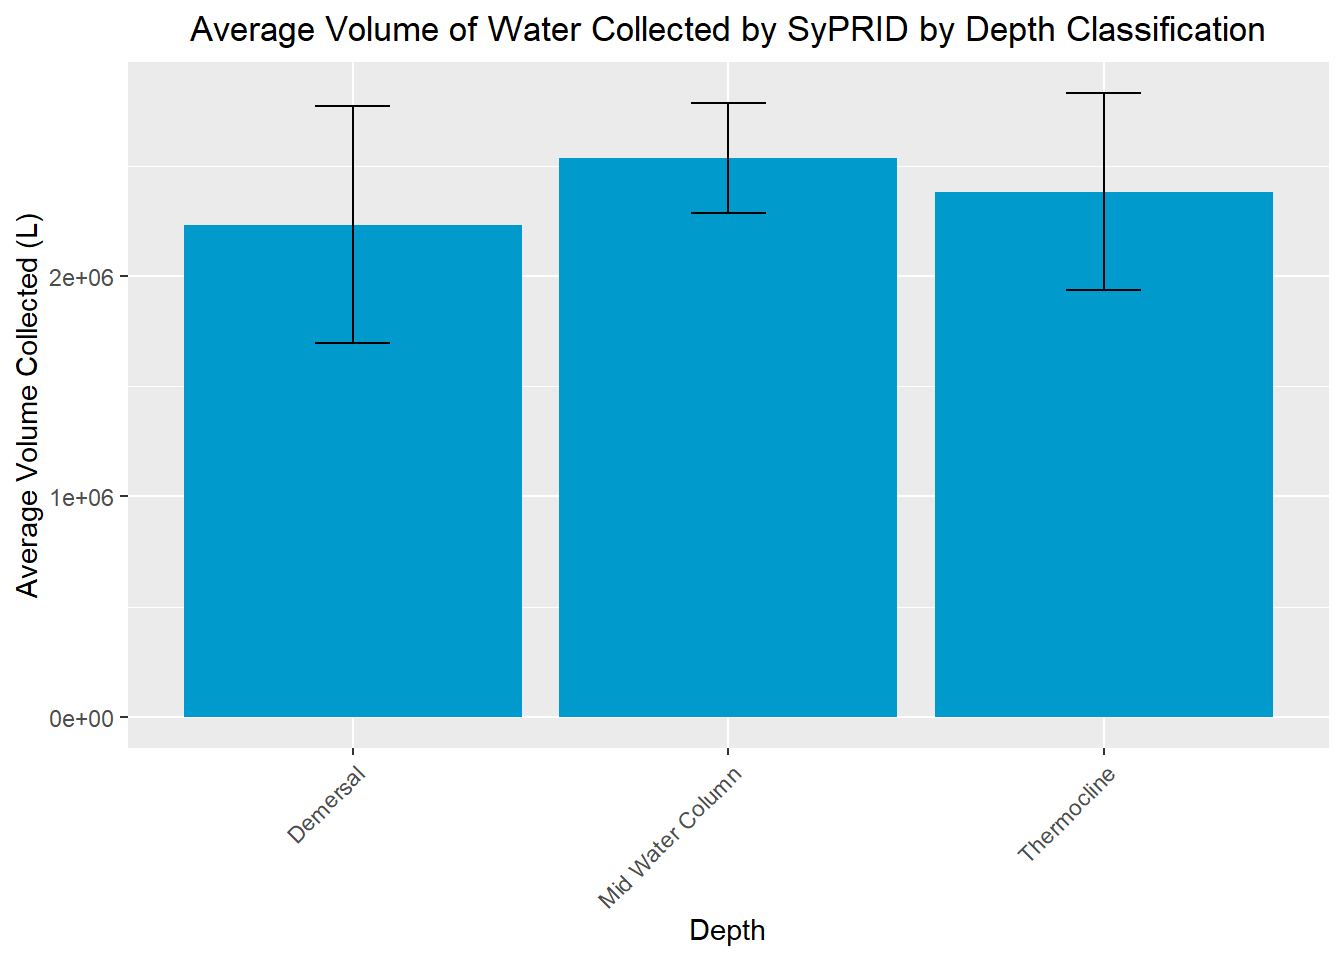 Average Volume of Water Collected by SyPRID by Depth Classification
Average Volume Collected (L)
2e+06
1e+06
0e+00
Demersal
Mid Water Column
Thermocline
Depth